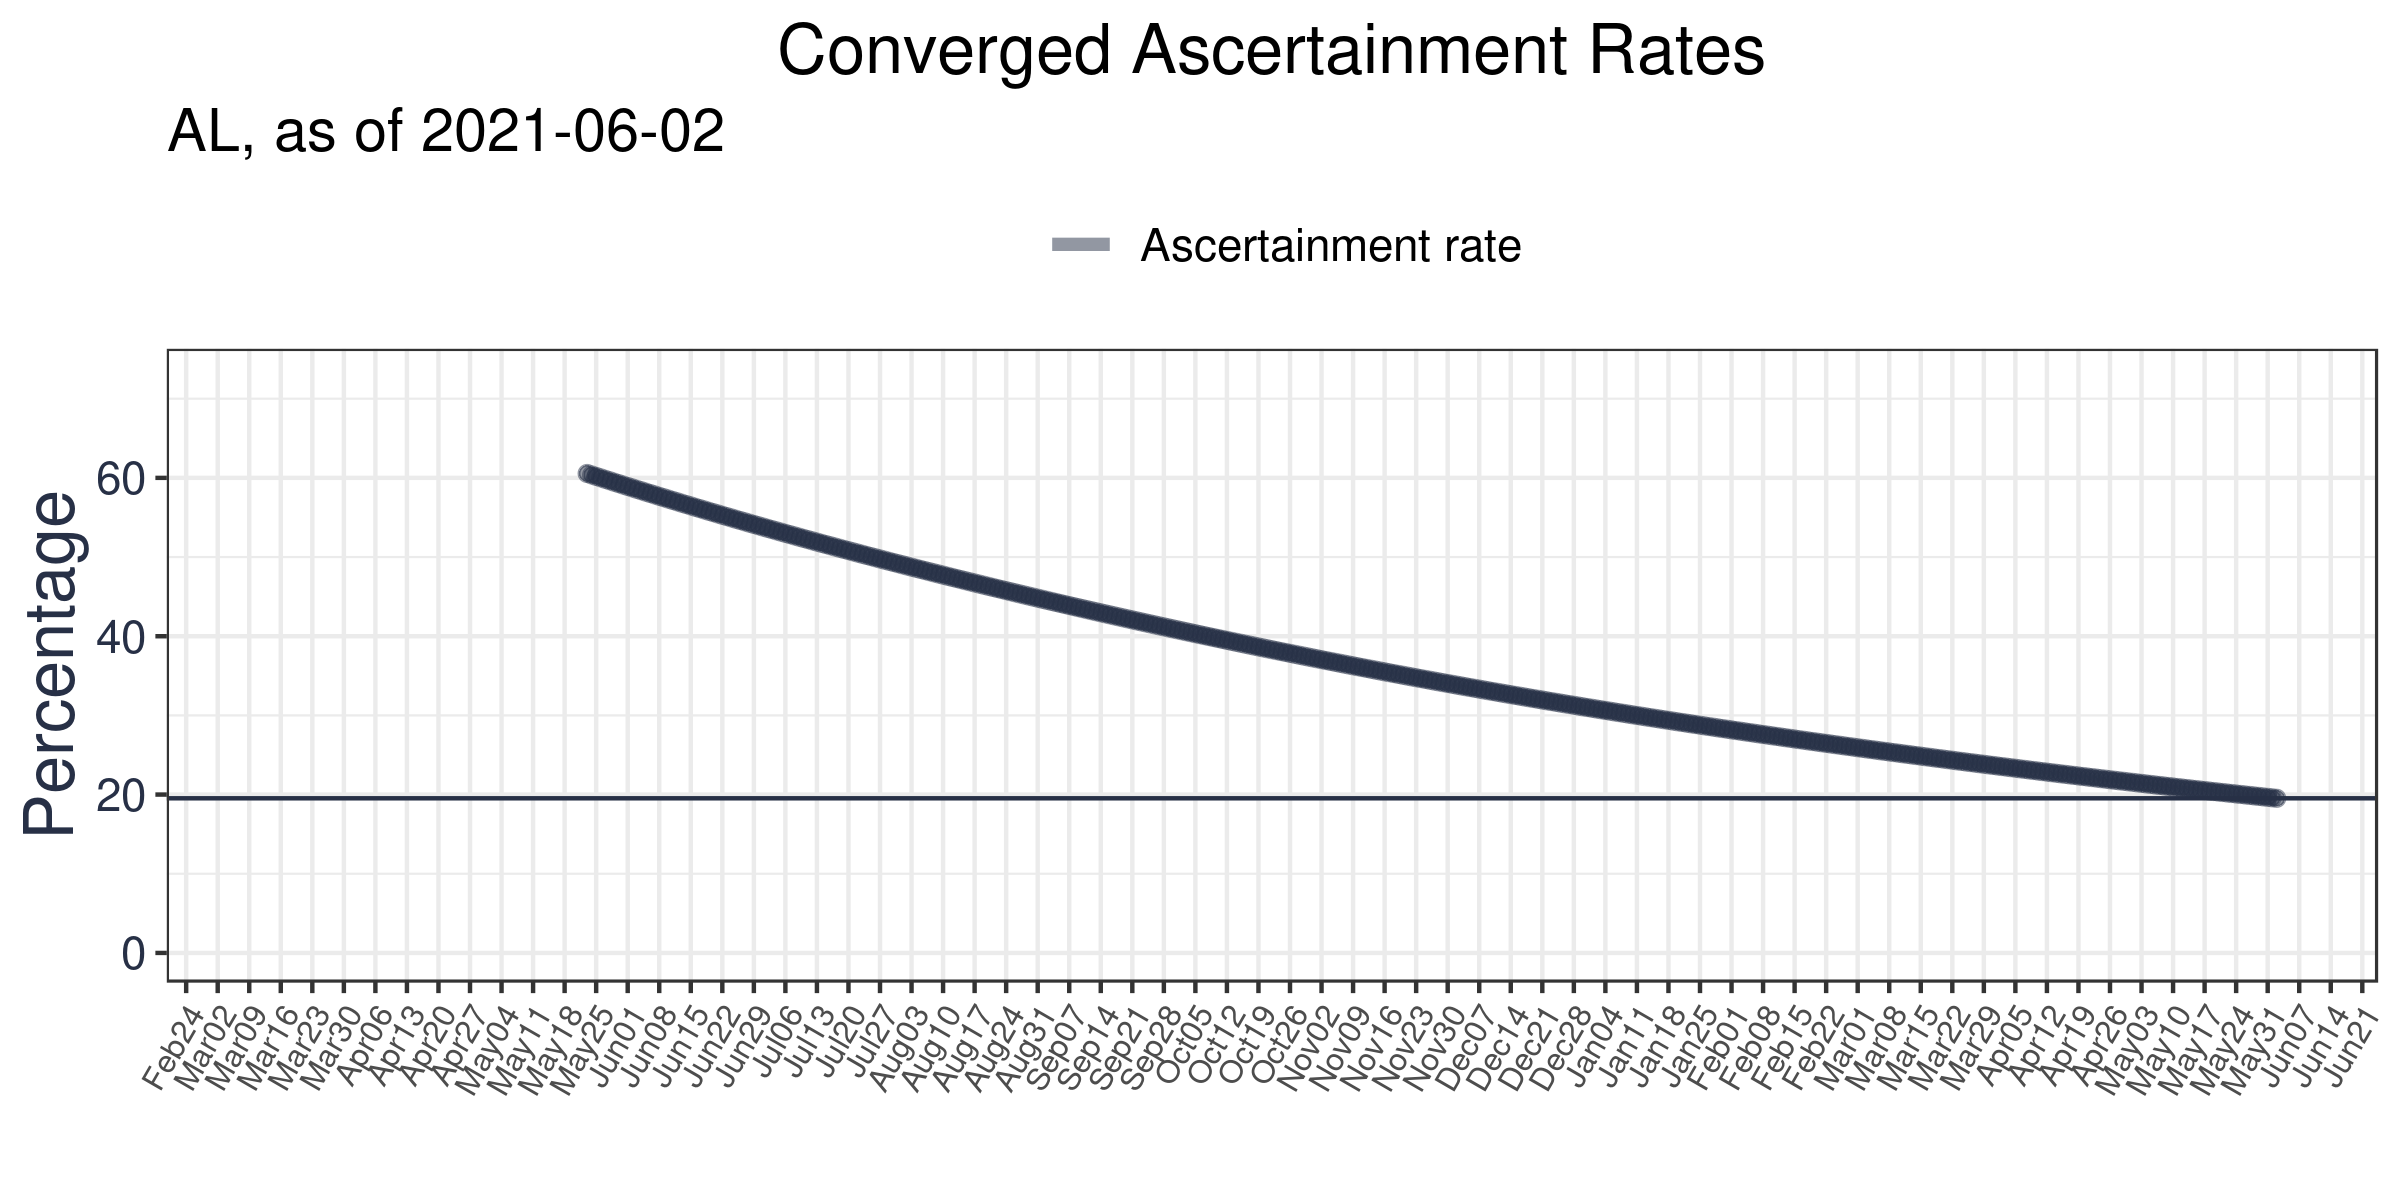 Converged Ascertainment Rates
AL, as of 2021-06-02
Ascertainment rate
Percentage
60
40
20
0
Feb24
Mar02
Mar09
Mar16
Mar23
Mar30
Apr06
Apr13
Apr20
Apr27
May04
May11
May18
May25
Jun01
Jun08
Jun15
Jun22
Jun29
Jul06
Jul13
Jul20
Jul27
Aug03
Aug10
Aug17
Aug24
Aug31
Sep07
Sep14
Sep21
Sep28
Oct05
Oct12
Oct19
Oct26
Nov02
Nov09
Nov16
Nov23
Nov30
Dec07
Dec14
Dec21
Dec28
Jan04
Jan11
Jan18
Jan25
Feb01
Feb08
Feb15
Feb22
Mar01
Mar08
Mar15
Mar22
Mar29
Apr05
Apr12
Apr19
Apr26
May03
May10
May17
May24
May31
Jun07
Jun14
Jun21